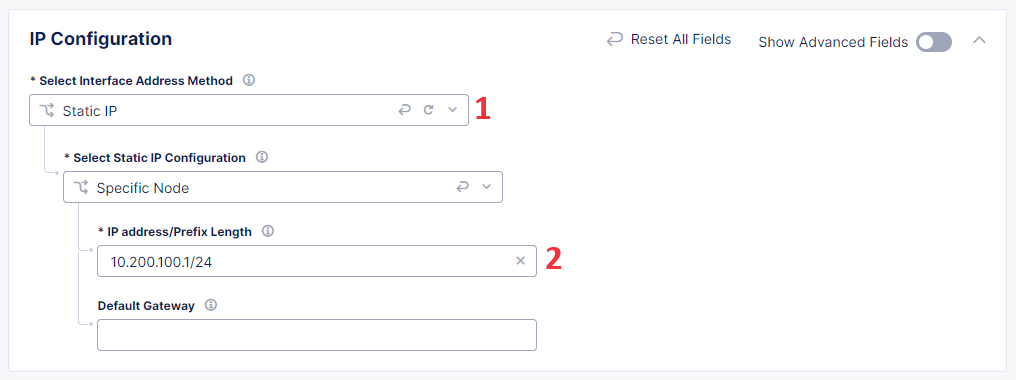 IP Configuration
Reset All Fields
Show Advanced Fields
* Select Interface Address Method
Static IP
1
* Select Static IP Configuration
Specific Node
* IP address/Prefix Length
10.200.100.1/24
2
Default Gateway